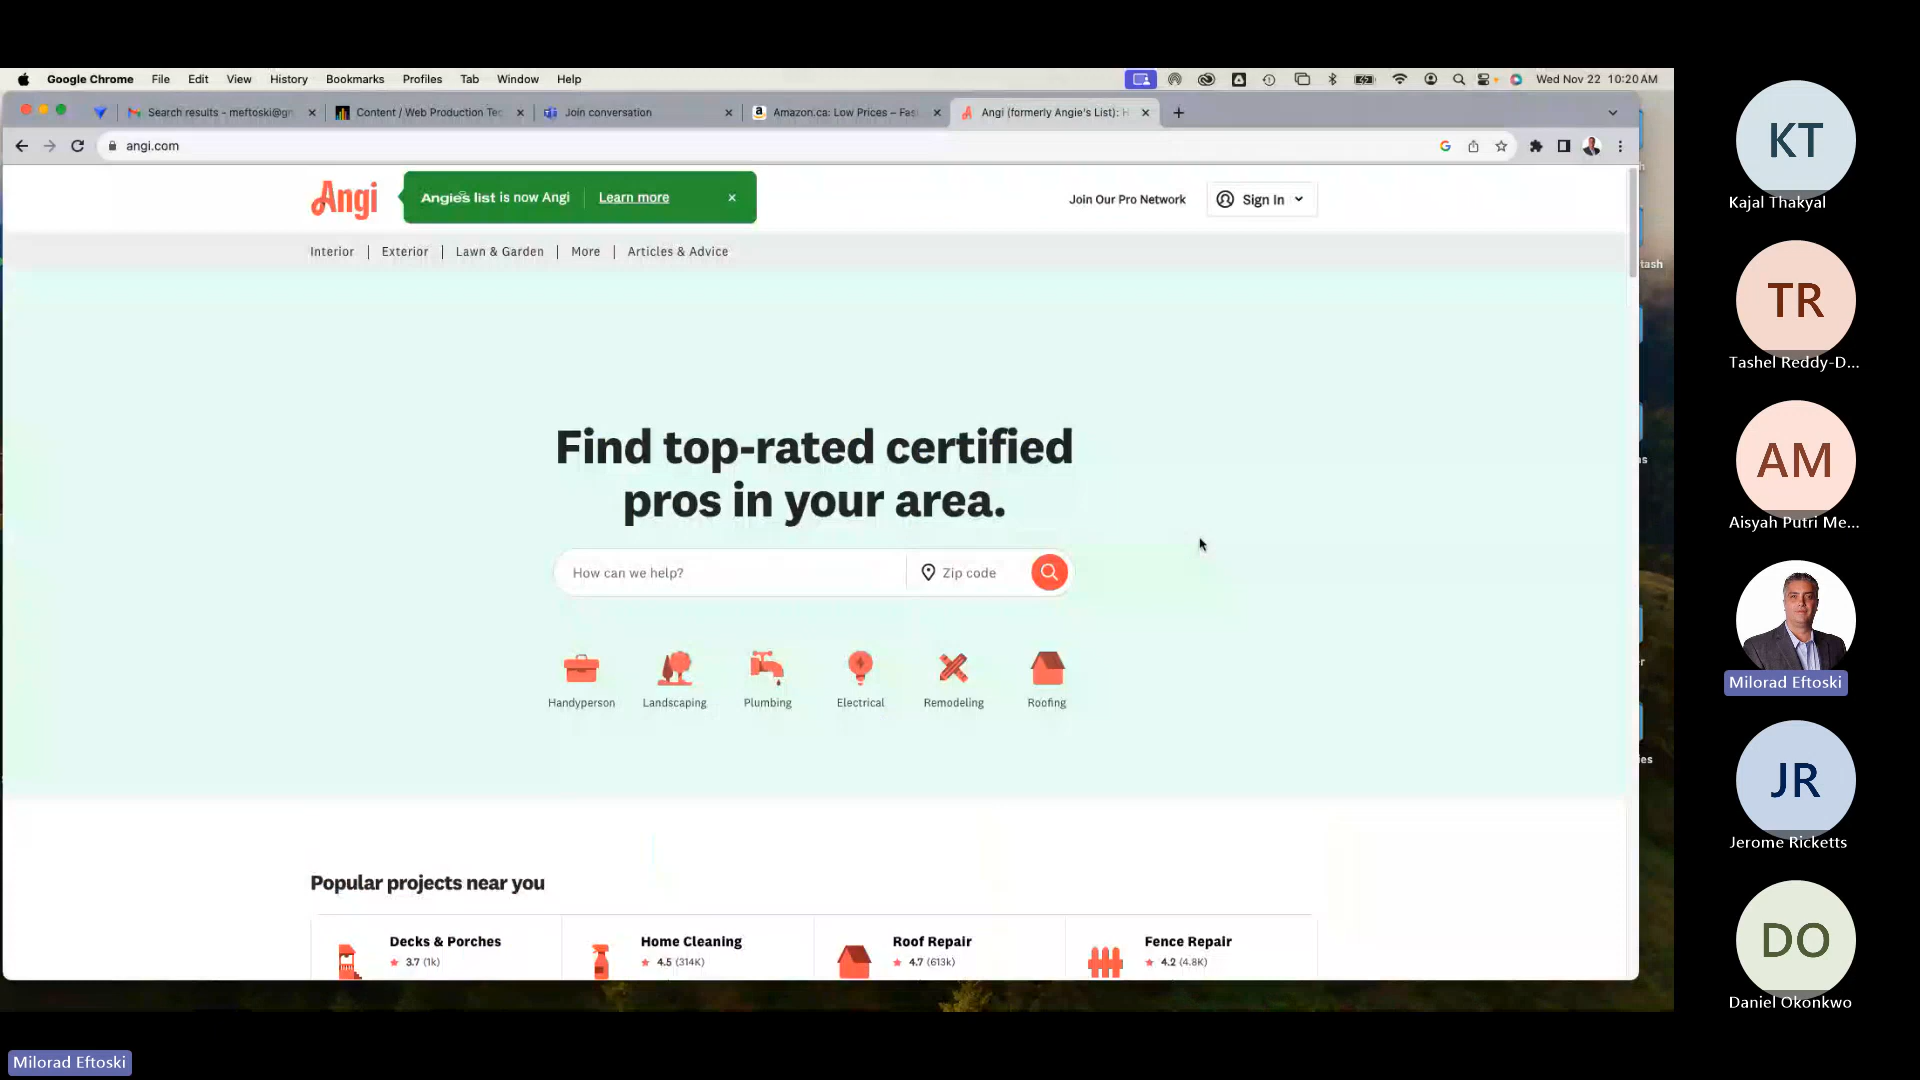 Google Chrome File Edit View History Bookmarks Profiles Tab Window Help
Wed Nov 22 10:20 AM
Search results - meftoski@gr
Content / Web Production Tec
Join conversation
Amazon.ca: Low Prices – Fas
Angi (formerly Angie's List): H
angi.com
Angi
Angie's list is now Angi
Learn more
Join Our Pro Network
Sign In
Interior | Exterior | Lawn & Garden | More | Articles & Advice
Find top-rated certified
pros in your area.
How can we help?
Zip code
Handyperson
Landscaping
Plumbing
Electrical
Remodeling
Roofing
Popular projects near you
Decks & Porches
3.7 (1k)
Home Cleaning
4.5 (314K)
Roof Repair
4.7 (613k)
Fence Repair
4.2 (4.8K)
tash
KT
Kajal Thakyal
TR
Tashel Reddy-D...
AM
Aisyah Putri Me...
Milorad Eftoski
JR
Jerome Ricketts
DO
Daniel Okonkwo
Milorad Eftoski